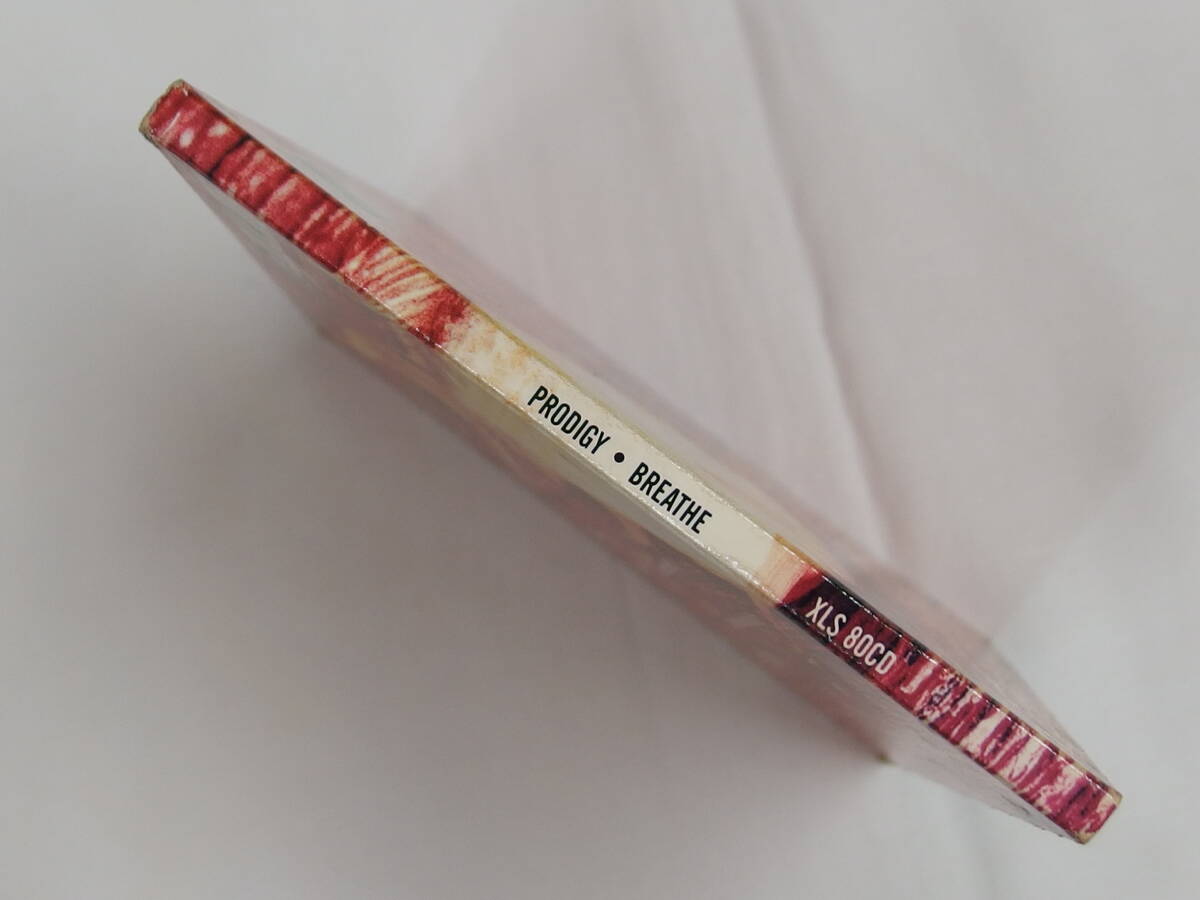 PRODIGY • BREATHE
XLS 80CD